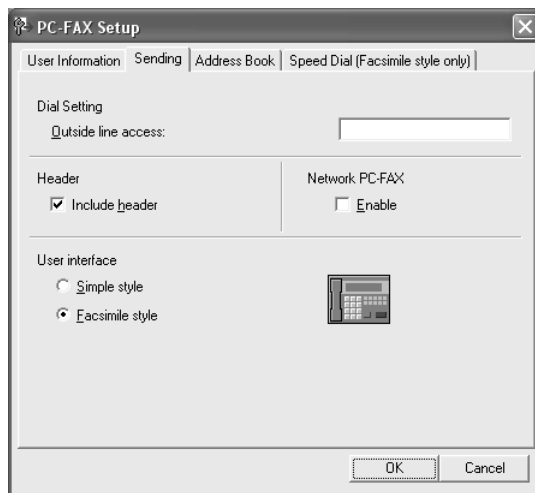 PC-FAX Setup
User Information Sending Address Book Speed Dial (Facsimile style only)
Dial Setting
Outside line access:
Header Network PC-FAX
Include header Enable
User interface
Simple style
Facsimile style
OK Cancel